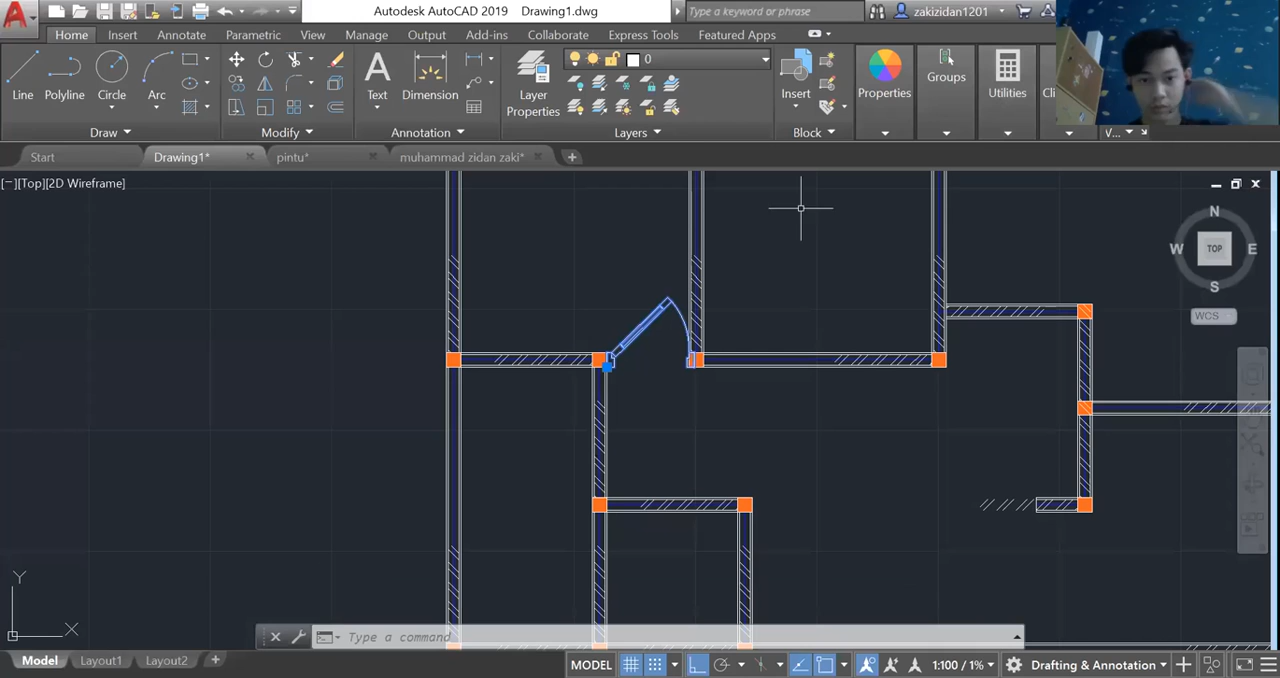 Autodesk AutoCAD 2019 Drawing1.dwg
Type a keyword or phrase
zakizidan1201
Home Insert Annotate Parametric View Manage Output Add-ins Collaborate Express Tools Featured Apps
0
Line Polyline Circle Arc
Text Dimension
Layer
Properties
Insert
Properties
Groups
Utilities
Draw Modify Annotation Layers Block
V...
Start Drawing1* pintu* muhammad zidan zaki*
[−][Top][2D Wireframe]
N
W TOP E
S
WCS
Y
X
Type a command
Model Layout1 Layout2
MODEL
1:100 / 1%
Drafting & Annotation